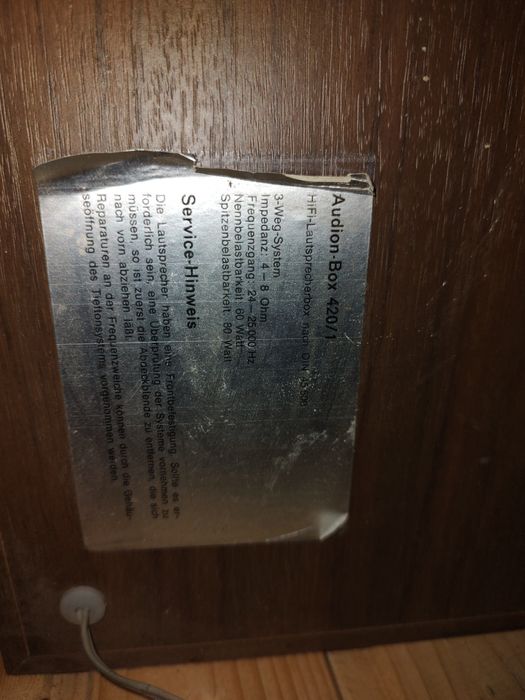 Audion-Box 420/1
HiFi-Lautsprecherbox nach DIN 45500
3-Weg-System
Impedanz: 4 - 8 Ohm
Frequenzgang: 24 - 25000 Hz
Nennbelastbarkeit: 60 Watt
Spitzenbelastbarkeit: 80 Watt
Service-Hinweis
Die Lautsprecher haben eine Frontbefestigung. Sollte es er-
forderlich sein, eine Überprüfung der Systeme vornehmen zu
müssen, so ist zuerst die Abdeckblende zu entfernen, die sich
nach vorn abziehen läßt.
Reparaturen an der Frequenzweiche können durch die Gehäu-
seöffnung des Tieftonsystems vorgenommen werden.